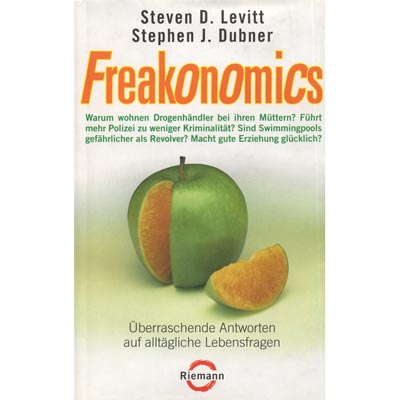 Steven D. Levitt
Stephen J. Dubner
Freakonomics
Warum wohnen Drogenhändler bei ihren Müttern? Führt
mehr Polizei zu weniger Kriminalität? Sind Swimmingpools
gefährlicher als Revolver? Macht gute Erziehung glücklich?
Überraschende Antworten
auf alltägliche Lebensfragen
Riemann